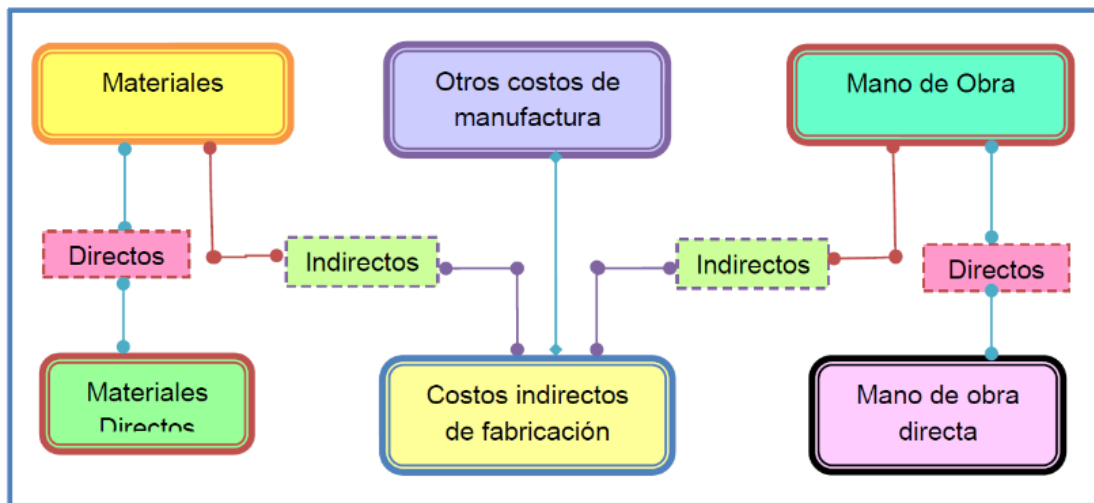 Materiales
Otros costos de
manufactura
Mano de Obra
Directos
Indirectos
Indirectos
Directos
Materiales
Directos
Costos indirectos
de fabricación
Mano de obra
directa